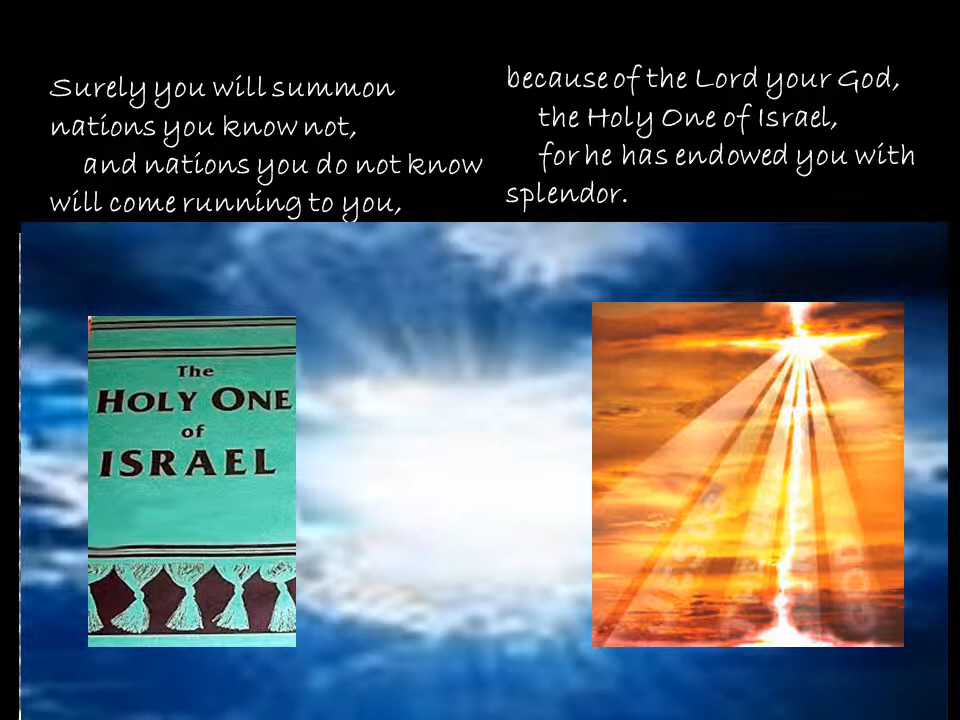 Surely you will summon
nations you know not,
and nations you do not know
will come running to you,
because of the Lord your God,
the Holy One of Israel,
for he has endowed you with
splendor.
The
HOLY ONE
of
ISRAEL
JESUS
GOD